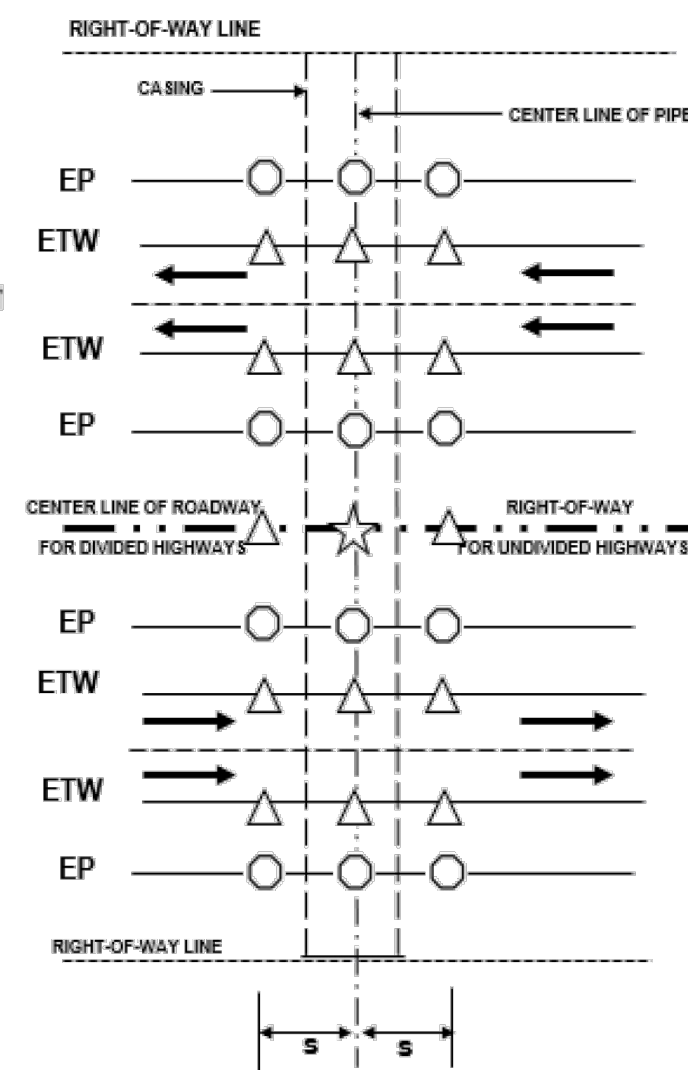 RIGHT-OF-WAY LINE
CASING
CENTER LINE OF PIPE
EP
ETW
ETW
EP
CENTER LINE OF ROADWAY
RIGHT-OF-WAY
FOR DIVIDED HIGHWAYS
FOR UNDIVIDED HIGHWAYS
EP
ETW
ETW
EP
RIGHT-OF-WAY LINE
S
S